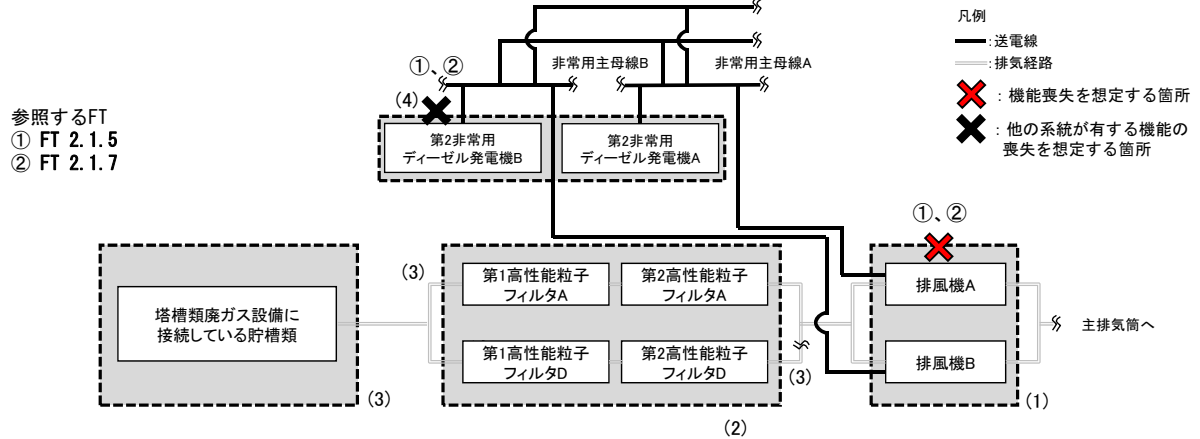 凡例
:送電線
:排気経路
:機能喪失を想定する箇所
:他の系統が有する機能の
喪失を想定する箇所
参照するFT
① FT 2.1.5
② FT 2.1.7
①、②
非常用主母線B
非常用主母線A
(4)
第2非常用
ディーゼル発電機B
第2非常用
ディーゼル発電機A
①、②
塔槽類廃ガス設備に
接続している貯槽類
(3)
(3)
第1高性能粒子
フィルタA
第2高性能粒子
フィルタA
第1高性能粒子
フィルタD
第2高性能粒子
フィルタD
(3)
(2)
排風機A
排風機B
(1)
主排気筒へ